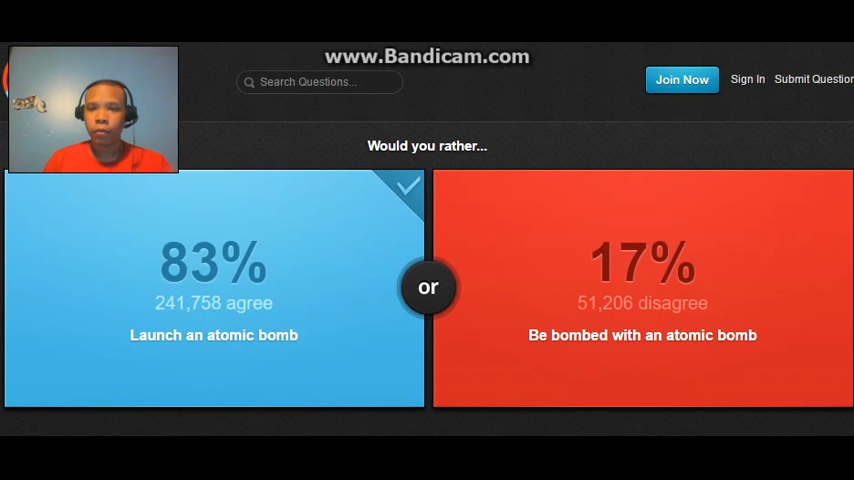 www.Bandicam.com
Search Questions...
Join Now
Sign In
Submit Question
Would you rather...
83%
241,758 agree
Launch an atomic bomb
or
17%
51,206 disagree
Be bombed with an atomic bomb